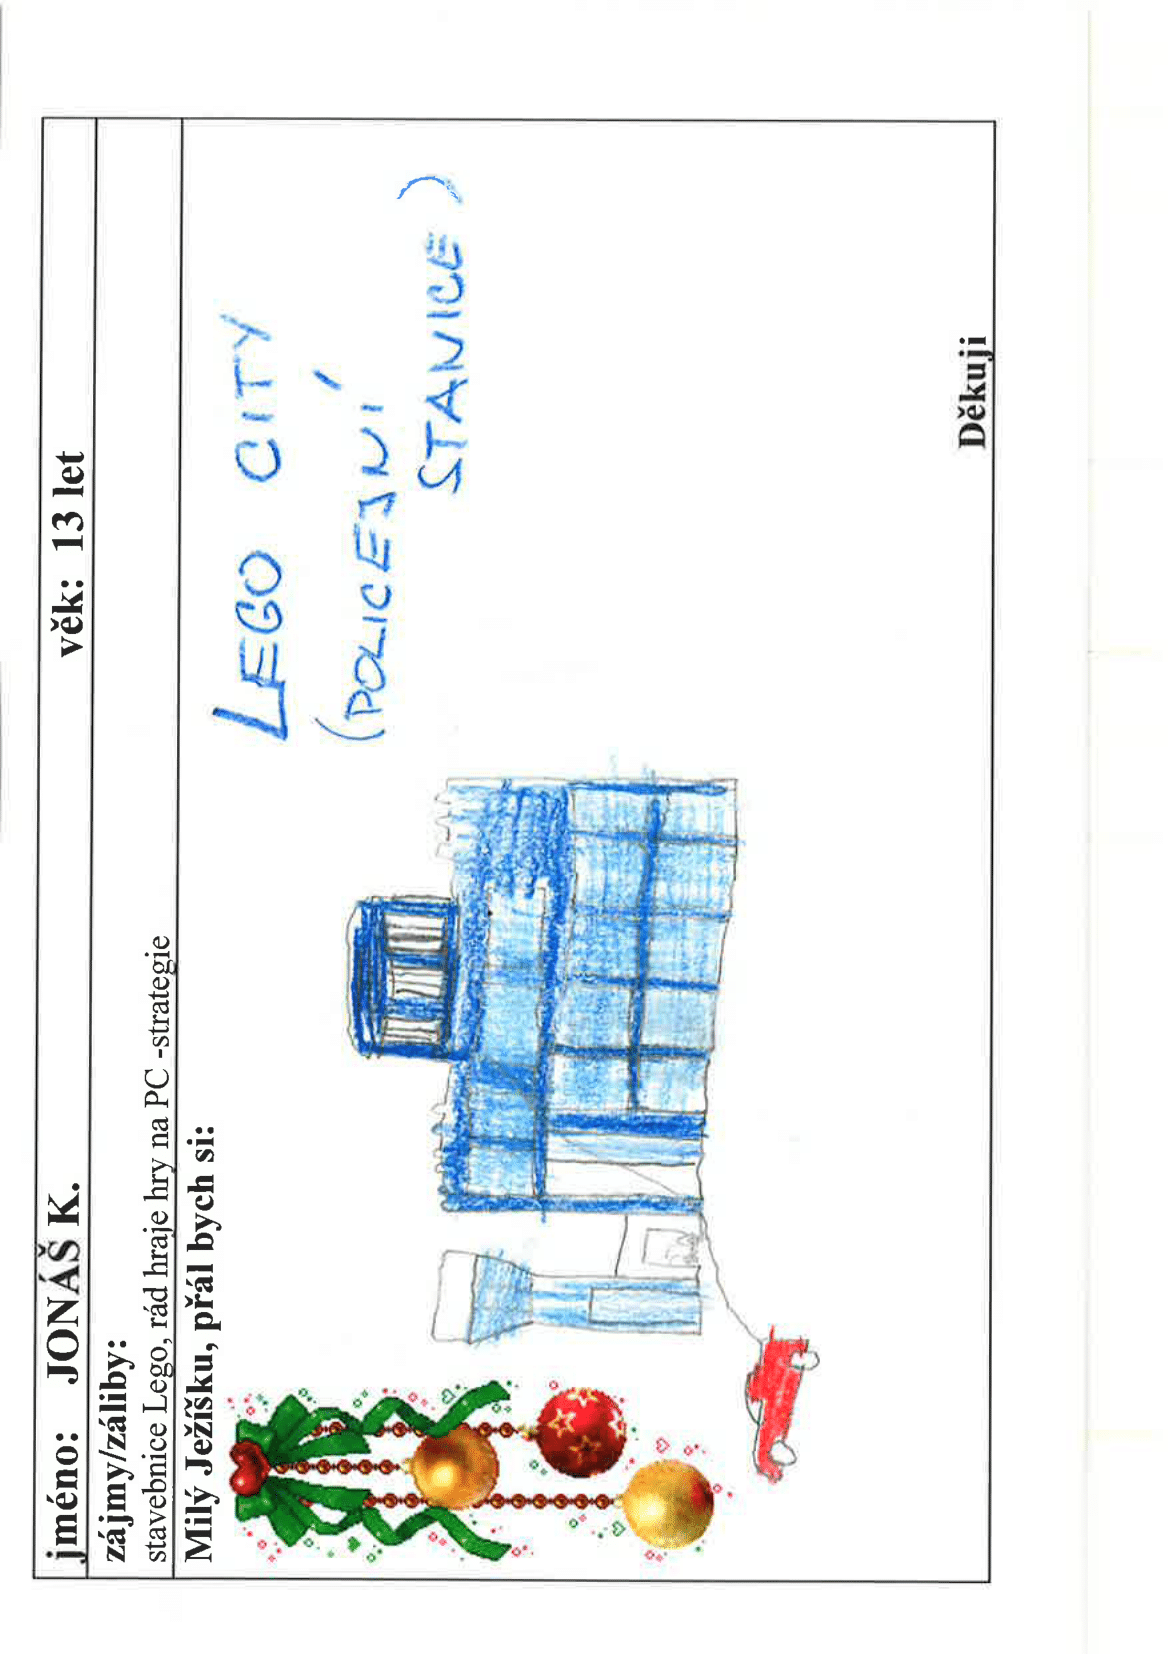 jméno: JONÁŠ K. věk: 13 let
zájmy/záliby:
stavebnice Lego, rád hraje hry na PC -strategie
Milý Ježíšku, přál bych si:
LEGO CITY
(POLICEJNÍ
STANICE)
Děkuji